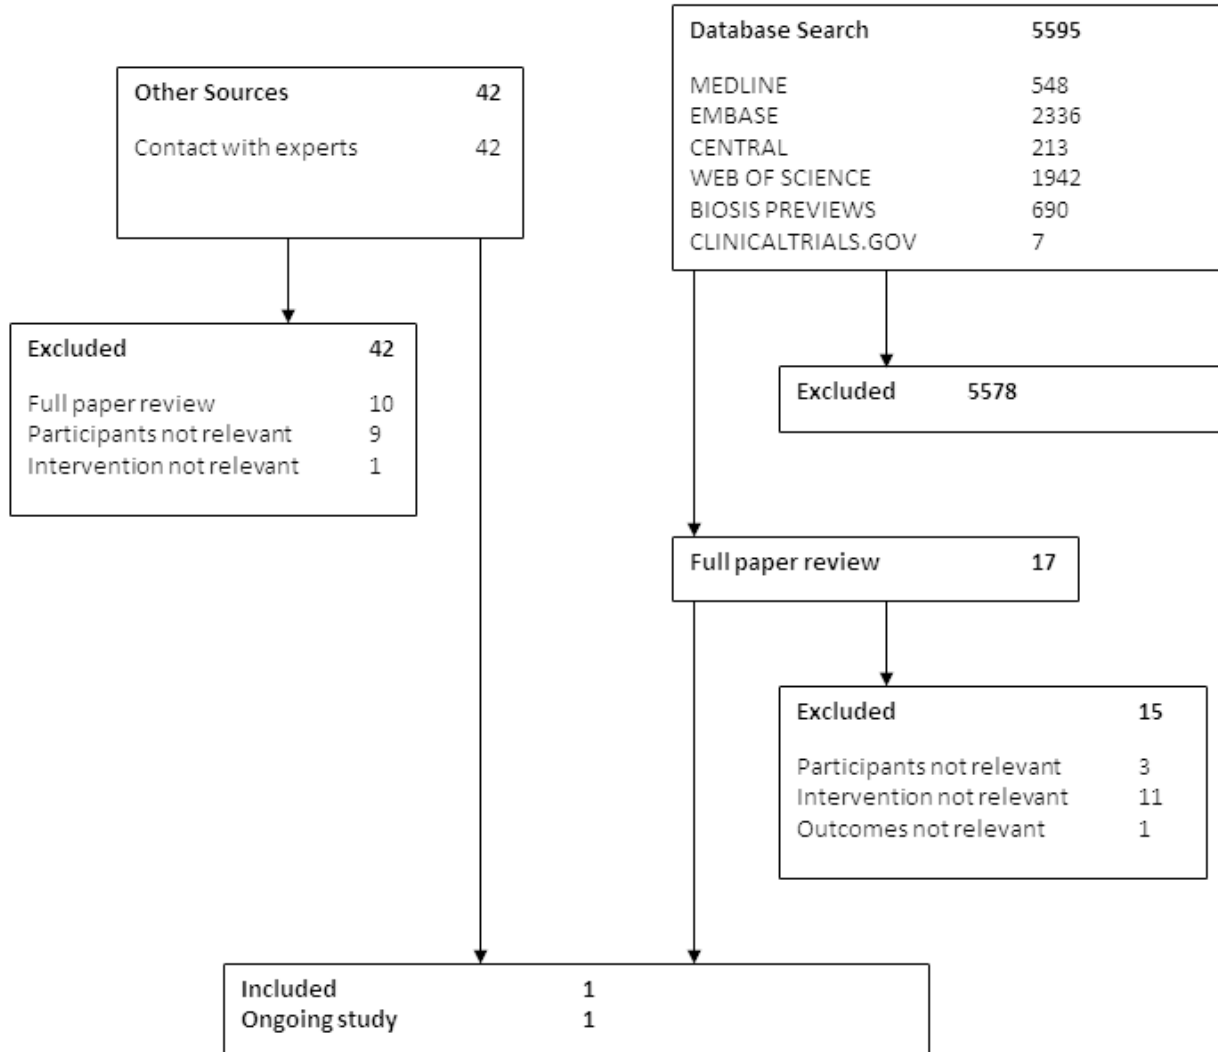 Other Sources 42
Contact with experts 42
Database Search 5595
MEDLINE 548
EMBASE 2336
CENTRAL 213
WEB OF SCIENCE 1942
BIOSIS PREVIEWS 690
CLINICALTRIALS.GOV 7
Excluded 42
Full paper review 10
Participants not relevant 9
Intervention not relevant 1
Excluded 5578
Full paper review 17
Excluded 15
Participants not relevant 3
Intervention not relevant 11
Outcomes not relevant 1
Included 1
Ongoing study 1